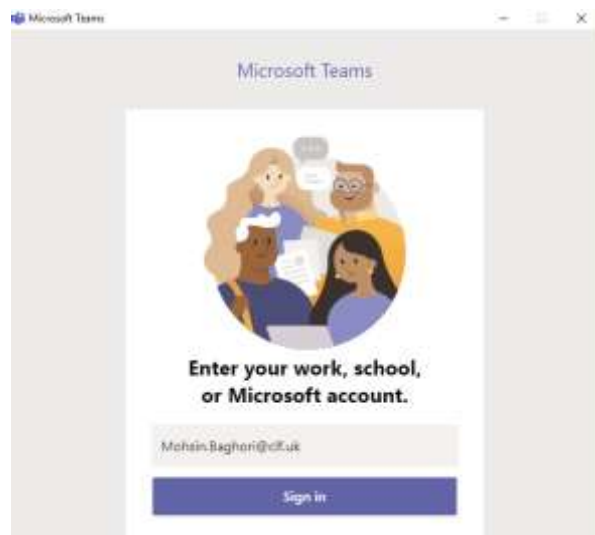 Microsoft Teams
Microsoft Teams
Enter your work, school,
or Microsoft account.
Mohsin.Baghori@clf.uk
Sign in